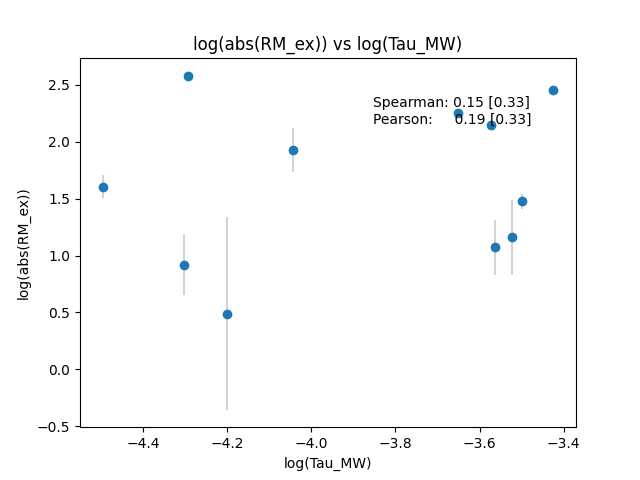 log(abs(RM_ex)) vs log(Tau_MW)
Spearman: 0.15 [0.33]
Pearson: 0.19 [0.33]
2.5
2.0
1.5
1.0
0.5
0.0
−0.5
log(abs(RM_ex))
−4.4 −4.2 −4.0 −3.8 −3.6 −3.4
log(Tau_MW)